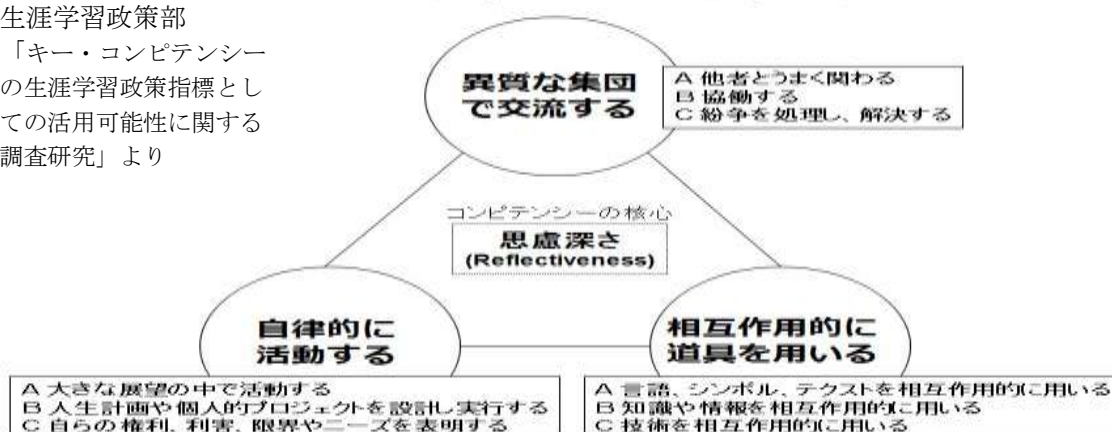 生涯学習政策部
「キー・コンピテンシー
の生涯学習政策指標とし
ての活用可能性に関する
調査研究」より
異質な集団
で交流する
A 他者とうまく関わる
B 協働する
C 紛争を処理し、解決する
コンピテンシーの核心
思慮深さ
(Reflectiveness)
自律的に
活動する
A 大きな展望の中で活動する
B 人生計画や個人的プロジェクトを設計し実行する
C 自らの権利、利害、限界やニーズを表明する
相互作用的に
道具を用いる
A 言語、シンボル、テクストを相互作用的に用いる
B 知識や情報を相互作用的に用いる
C 技術を相互作用的に用いる